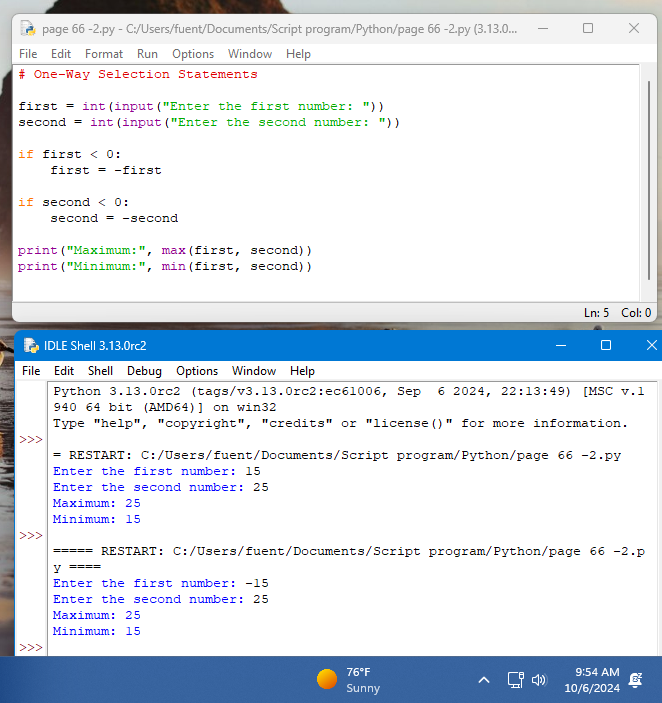 page 66 -2.py - C:/Users/fuent/Documents/Script program/Python/page 66 -2.py (3.13.0...
File Edit Format Run Options Window Help
# One-Way Selection Statements
first = int(input("Enter the first number: "))
second = int(input("Enter the second number: "))
if first < 0:
    first = -first
if second < 0:
    second = -second
print("Maximum:", max(first, second))
print("Minimum:", min(first, second))
Ln: 5 Col: 0
IDLE Shell 3.13.0rc2
File Edit Shell Debug Options Window Help
Python 3.13.0rc2 (tags/v3.13.0rc2:ec61006, Sep  6 2024, 22:13:49) [MSC v.1
940 64 bit (AMD64)] on win32
Type "help", "copyright", "credits" or "license()" for more information.
>>>
= RESTART: C:/Users/fuent/Documents/Script program/Python/page 66 -2.py
Enter the first number: 15
Enter the second number: 25
Maximum: 25
Minimum: 15
>>>
===== RESTART: C:/Users/fuent/Documents/Script program/Python/page 66 -2.p
y ====
Enter the first number: -15
Enter the second number: 25
Maximum: 25
Minimum: 15
>>>
76°F
Sunny
9:54 AM
10/6/2024